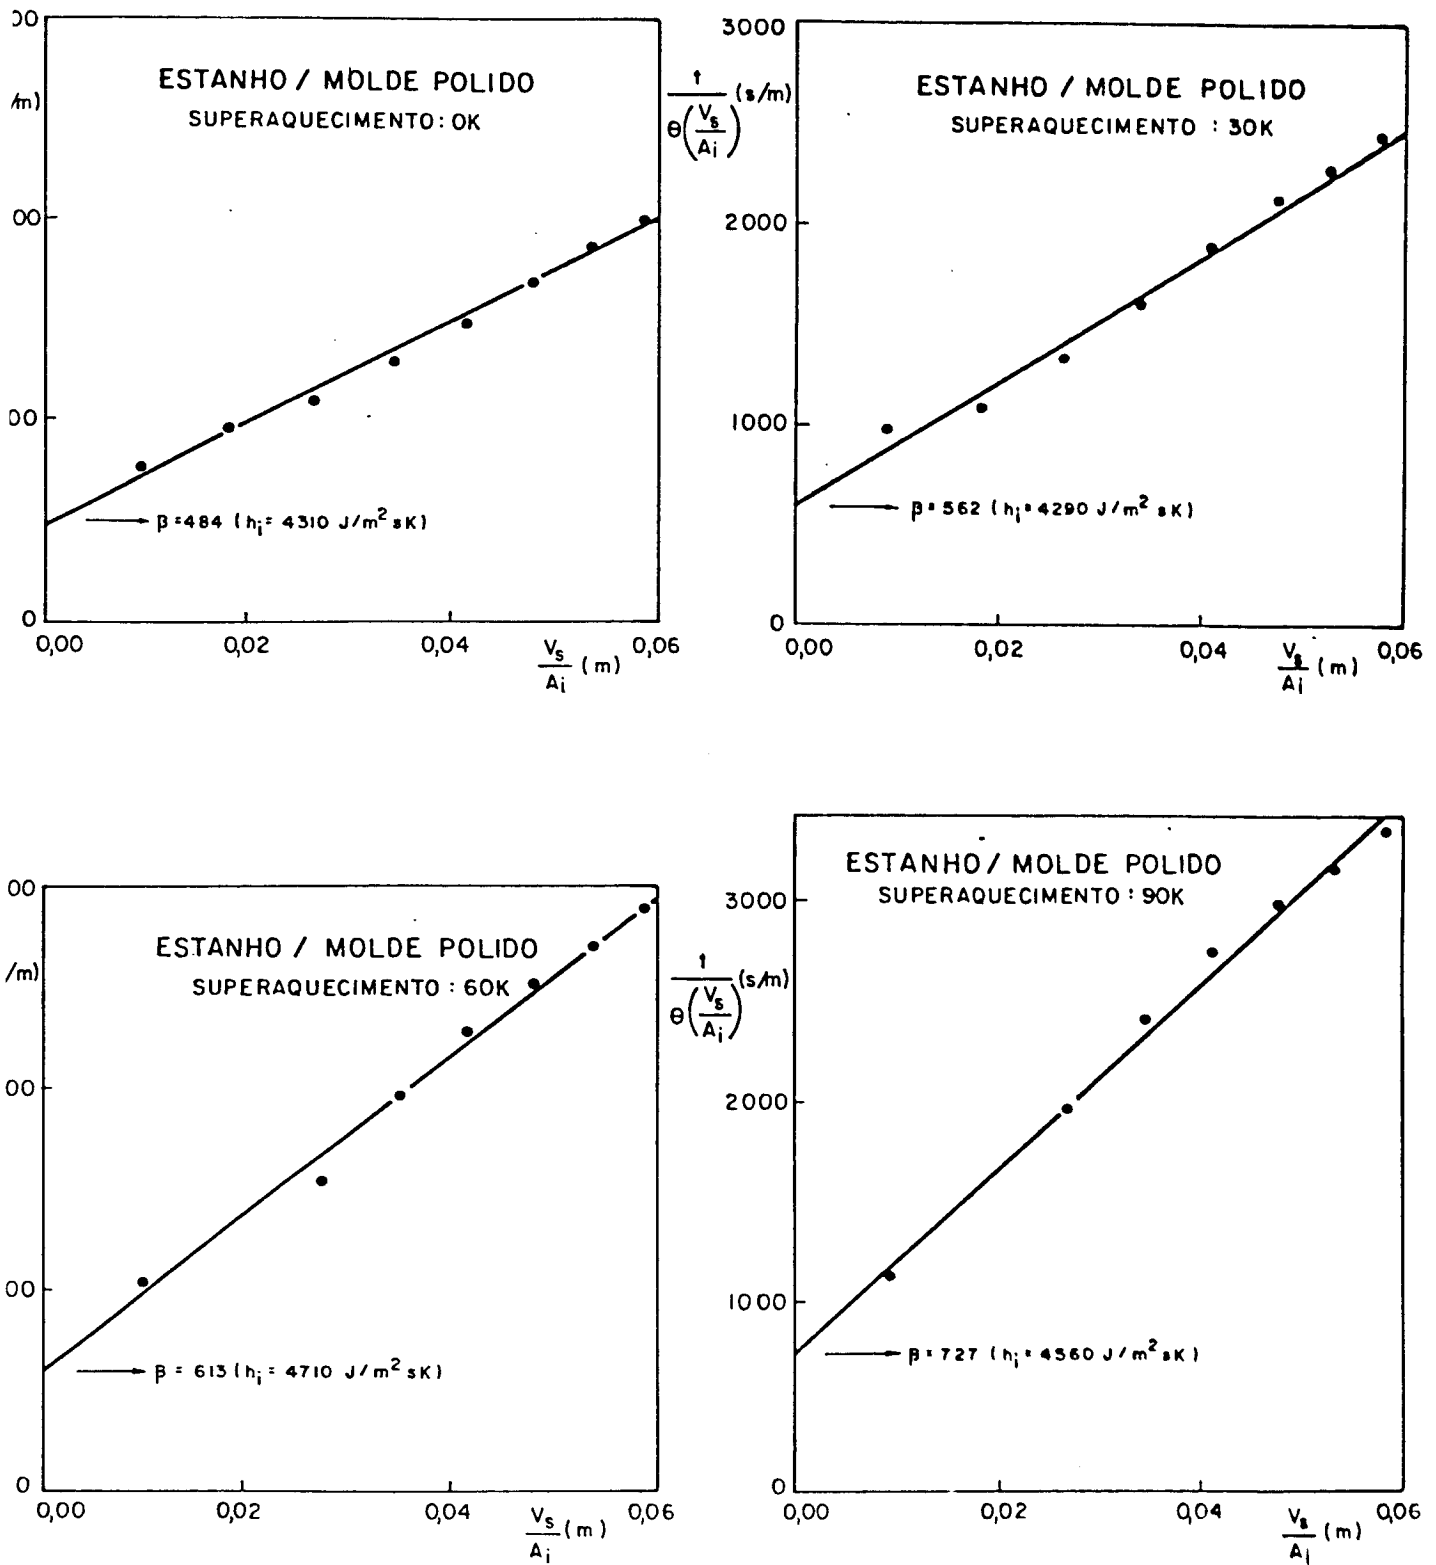 00
ESTANHO / MOLDE POLIDO
SUPERAQUECIMENTO: 0K
/m)
00
00
β=484 (hi= 4310 J/m² sK)
0
0,00 0,02 0,04 0,06
Vs/Ai (m)
3000
t/θ(Vs/Ai) (s/m)
ESTANHO / MOLDE POLIDO
SUPERAQUECIMENTO : 30K
2000
1000
β=562 (hi=4290 J/m² sK)
0
0,00 0,02 0,04 0,06
Vs/Ai (m)
00
/m)
ESTANHO / MOLDE POLIDO
SUPERAQUECIMENTO : 60K
00
00
β = 613 (hi= 4710 J/m² sK)
0
0,00 0,02 0,04 0,06
Vs/Ai (m)
ESTANHO / MOLDE POLIDO
SUPERAQUECIMENTO : 90K
3000
t/θ(Vs/Ai) (s/m)
2000
1000
β=727 (hi= 4560 J/m² sK)
0
0,00 0,02 0,04 0,06
Vs/Ai (m)